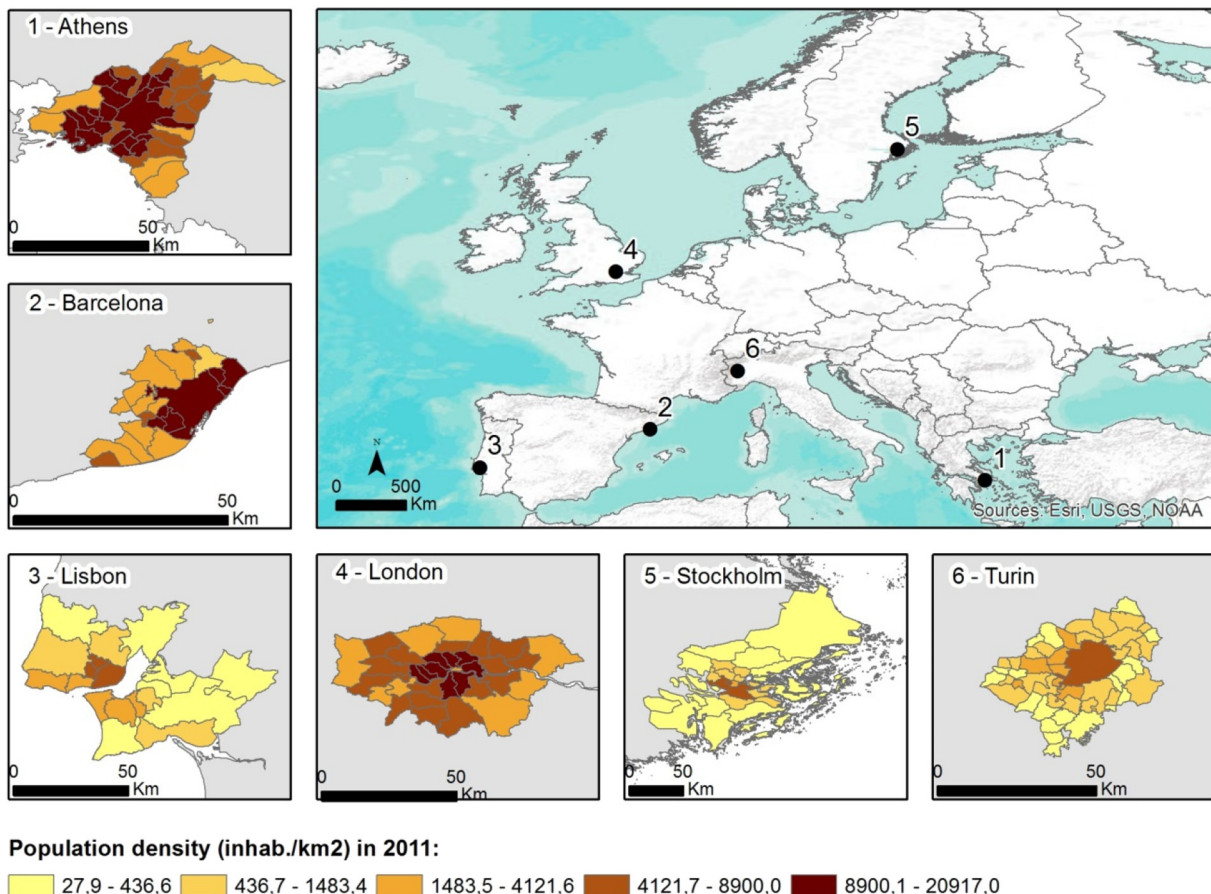 1 - Athens
0
50
Km
2 - Barcelona
0
50
Km
5
4
6
2
3
1
N
0
500
Km
Sources: Esri, USGS, NOAA
3 - Lisbon
0
50
Km
4 - London
0
50
Km
5 - Stockholm
0
50
Km
6 - Turin
0
50
Km
Population density (inhab./km2) in 2011:
27,9 - 436,6
436,7 - 1483,4
1483,5 - 4121,6
4121,7 - 8900,0
8900,1 - 20917,0